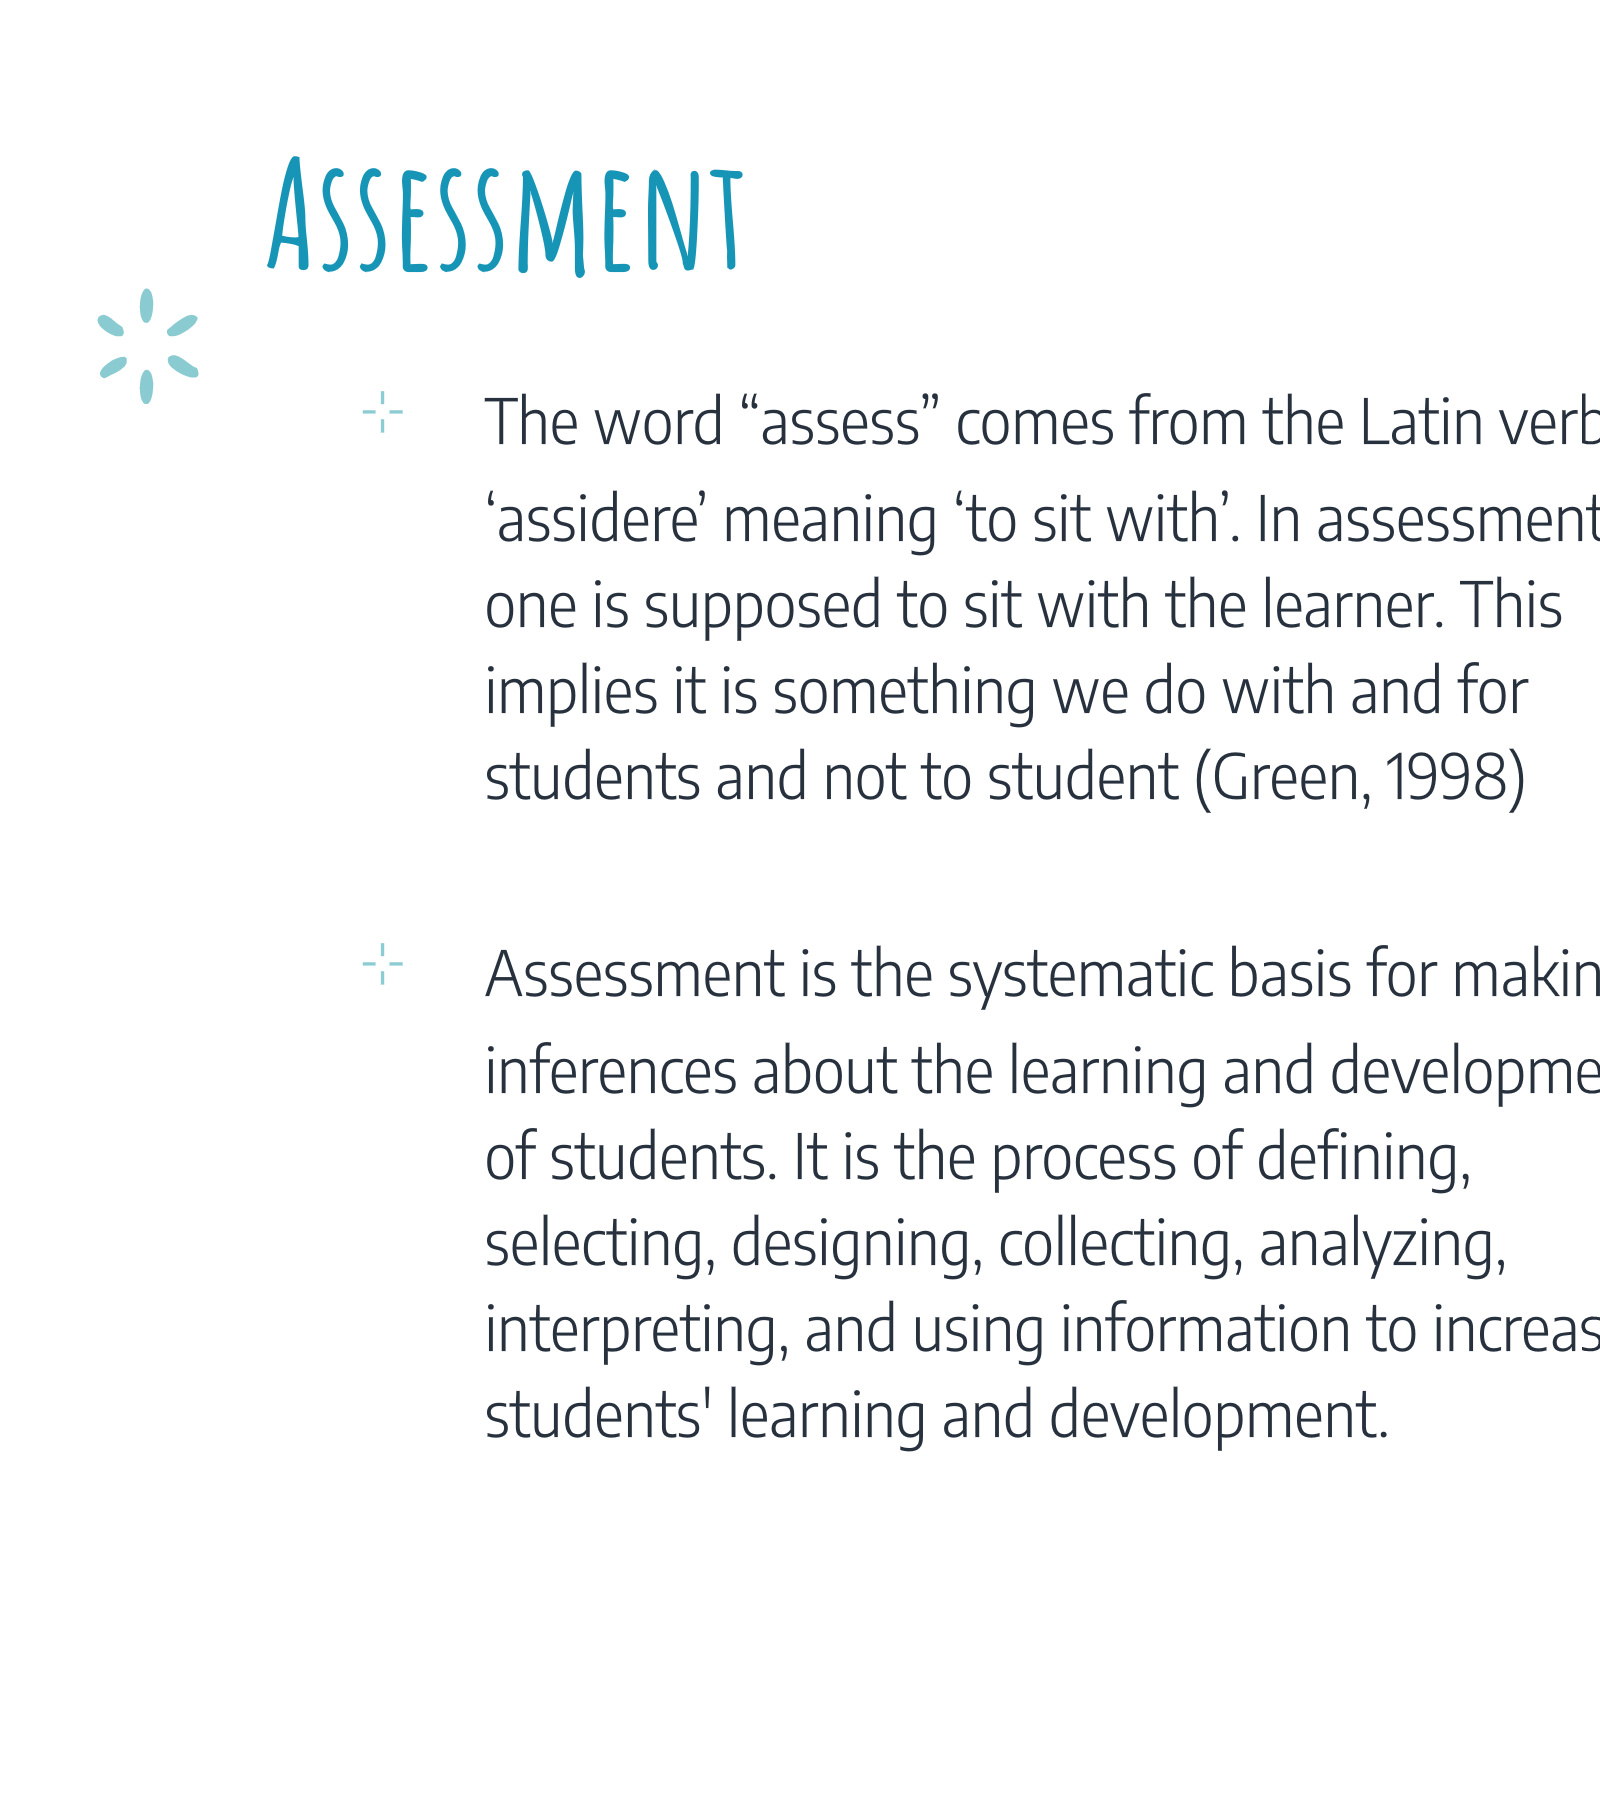 Assessment
The word “assess” comes from the Latin verb
‘assidere’ meaning ‘to sit with’. In assessment
one is supposed to sit with the learner. This
implies it is something we do with and for
students and not to student (Green, 1998)
Assessment is the systematic basis for makin
inferences about the learning and developme
of students. It is the process of defining,
selecting, designing, collecting, analyzing,
interpreting, and using information to increas
students' learning and development.